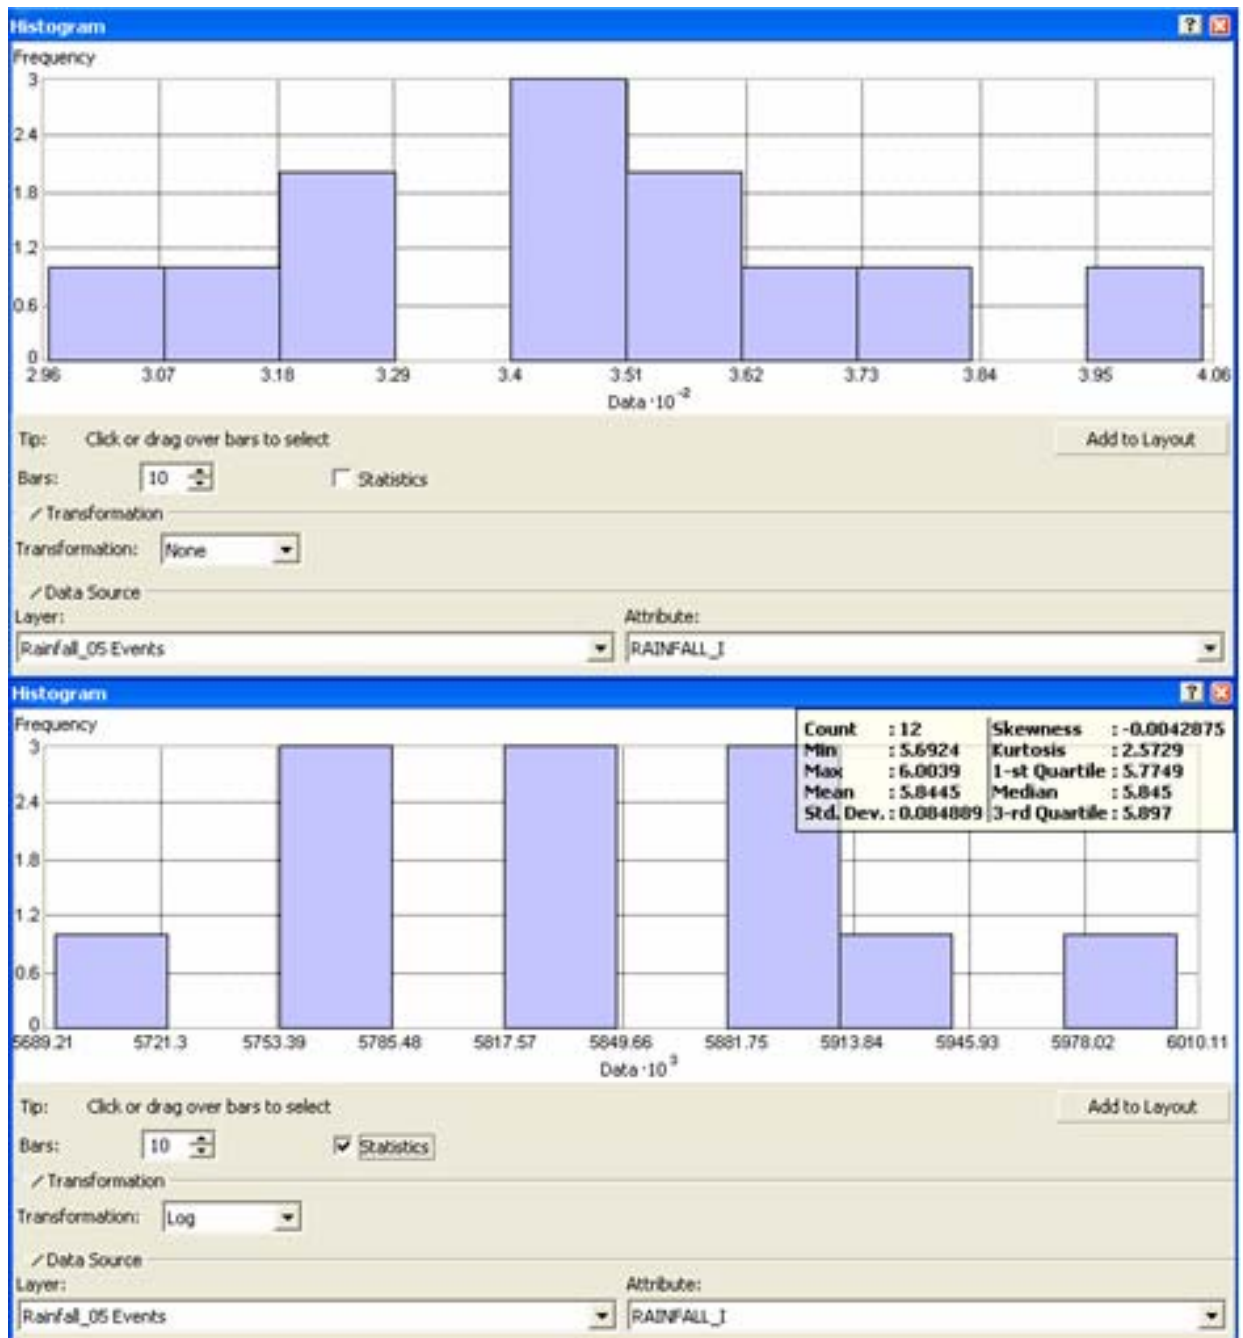 Histogram
Frequency
3
2.4
1.8
1.2
0.6
0
2.96 3.07 3.18 3.29 3.4 3.51 3.62 3.73 3.84 3.95 4.06
Data ·10 -2
Tip: Click or drag over bars to select Add to Layout
Bars: 10 Statistics
Transformation
Transformation: None
Data Source
Layer: Attribute:
Rainfall_05 Events RAINFALL_I
Histogram
Frequency
Count : 12 Skewness : -0.0042875
Min : 5.6924 Kurtosis : 2.5729
Max : 6.0039 1-st Quartile : 5.7749
Mean : 5.8445 Median : 5.845
Std. Dev. : 0.084889 3-rd Quartile : 5.897
3
2.4
1.8
1.2
0.6
0
5689.21 5721.3 5753.39 5785.48 5817.57 5849.66 5881.75 5913.84 5945.93 5978.02 6010.11
Data ·10 3
Tip: Click or drag over bars to select Add to Layout
Bars: 10 Statistics
Transformation
Transformation: Log
Data Source
Layer: Attribute:
Rainfall_05 Events RAINFALL_I